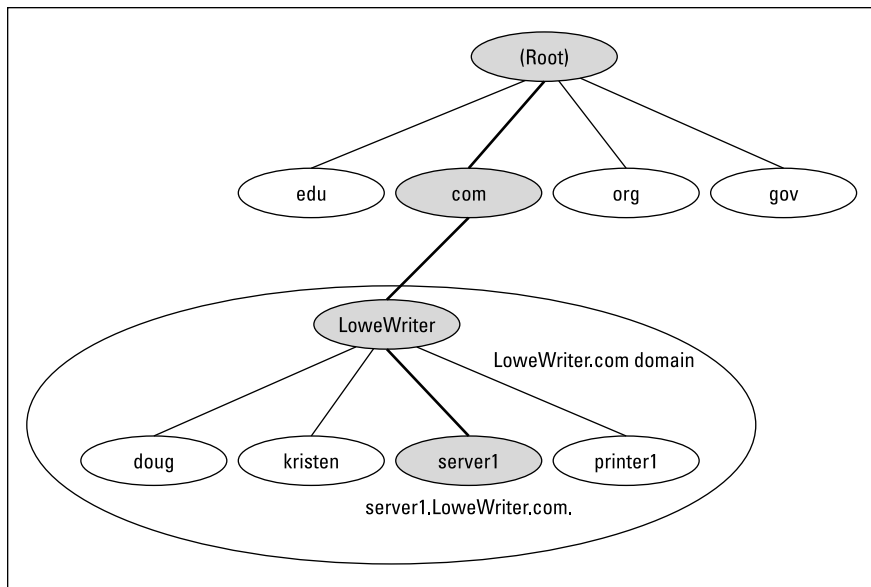 (Root)
edu
com
org
gov
LoweWriter
LoweWriter.com domain
doug
kristen
server1
printer1
server1.LoweWriter.com.